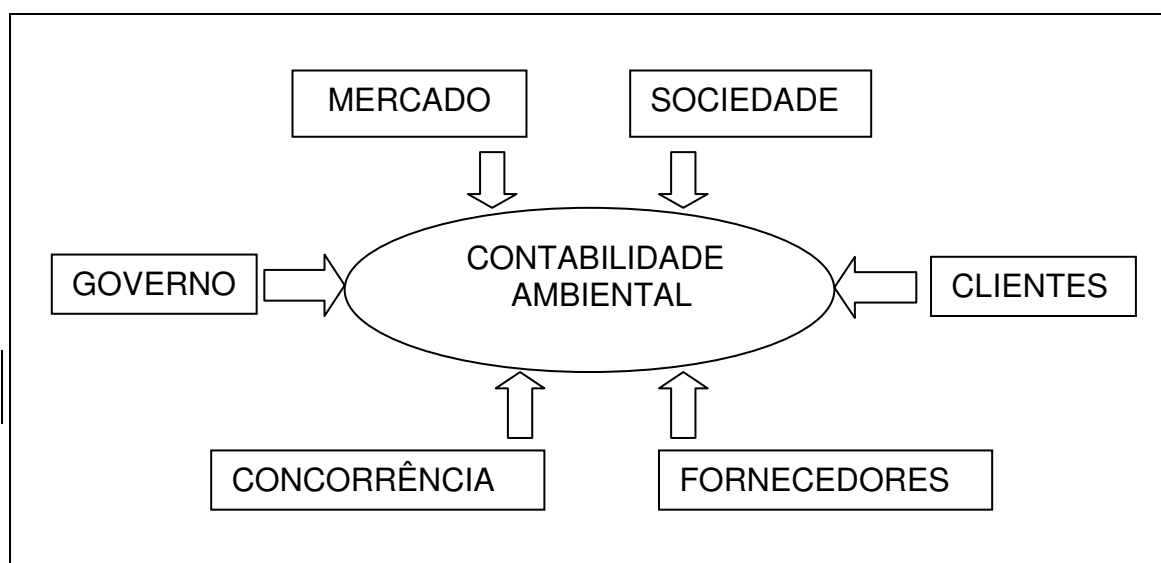 MERCADO
SOCIEDADE
CONTABILIDADE
AMBIENTAL
GOVERNO
CLIENTES
CONCORRÊNCIA
FORNECEDORES